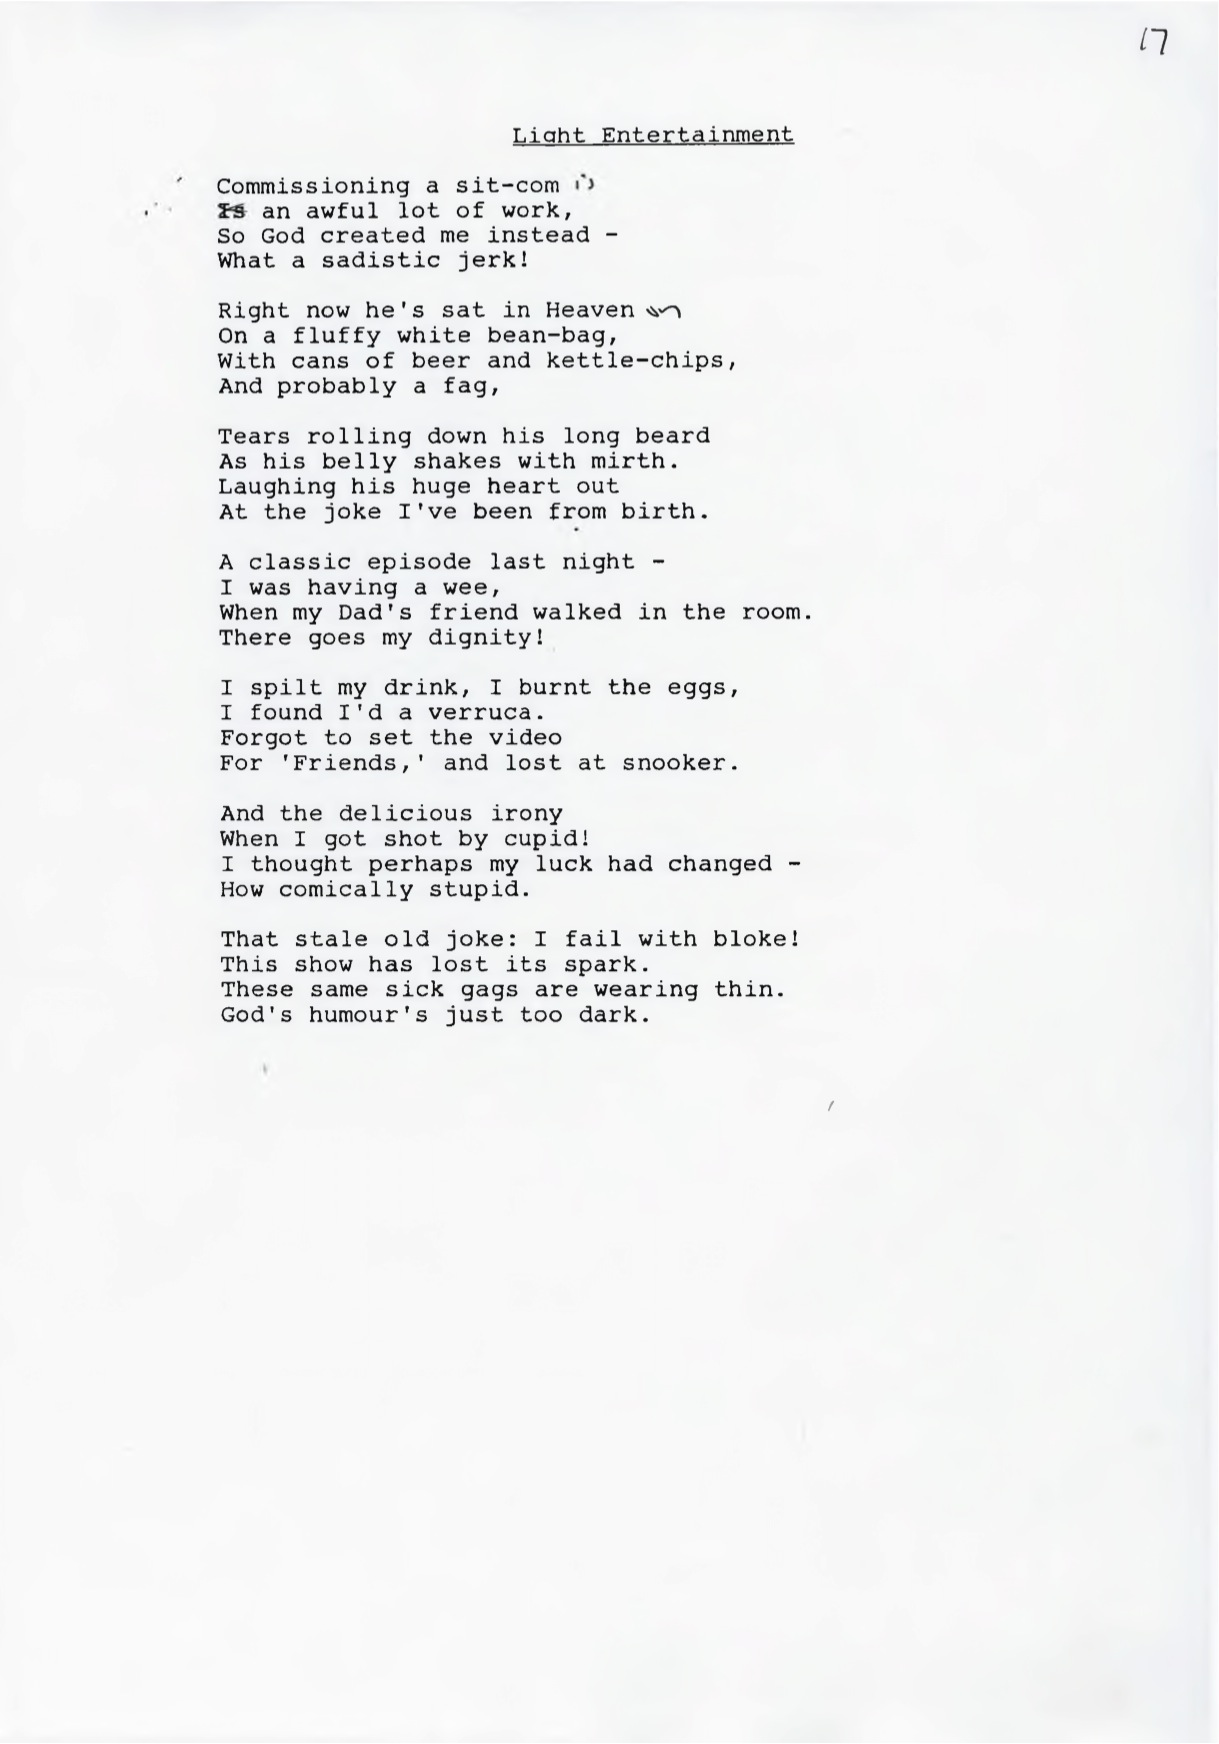 17
Light Entertainment
Commissioning a sit-com is
Is an awful lot of work,
So God created me instead -
What a sadistic jerk!
Right now he's sat in Heaven
On a fluffy white bean-bag,
With cans of beer and kettle-chips,
And probably a fag,
Tears rolling down his long beard
As his belly shakes with mirth.
Laughing his huge heart out
At the joke I've been from birth.
A classic episode last night -
I was having a wee,
When my Dad's friend walked in the room.
There goes my dignity!
I spilt my drink, I burnt the eggs,
I found I'd a verruca.
Forgot to set the video
For 'Friends,' and lost at snooker.
And the delicious irony
When I got shot by cupid!
I thought perhaps my luck had changed -
How comically stupid.
That stale old joke: I fail with bloke!
This show has lost its spark.
These same sick gags are wearing thin.
God's humour's just too dark.